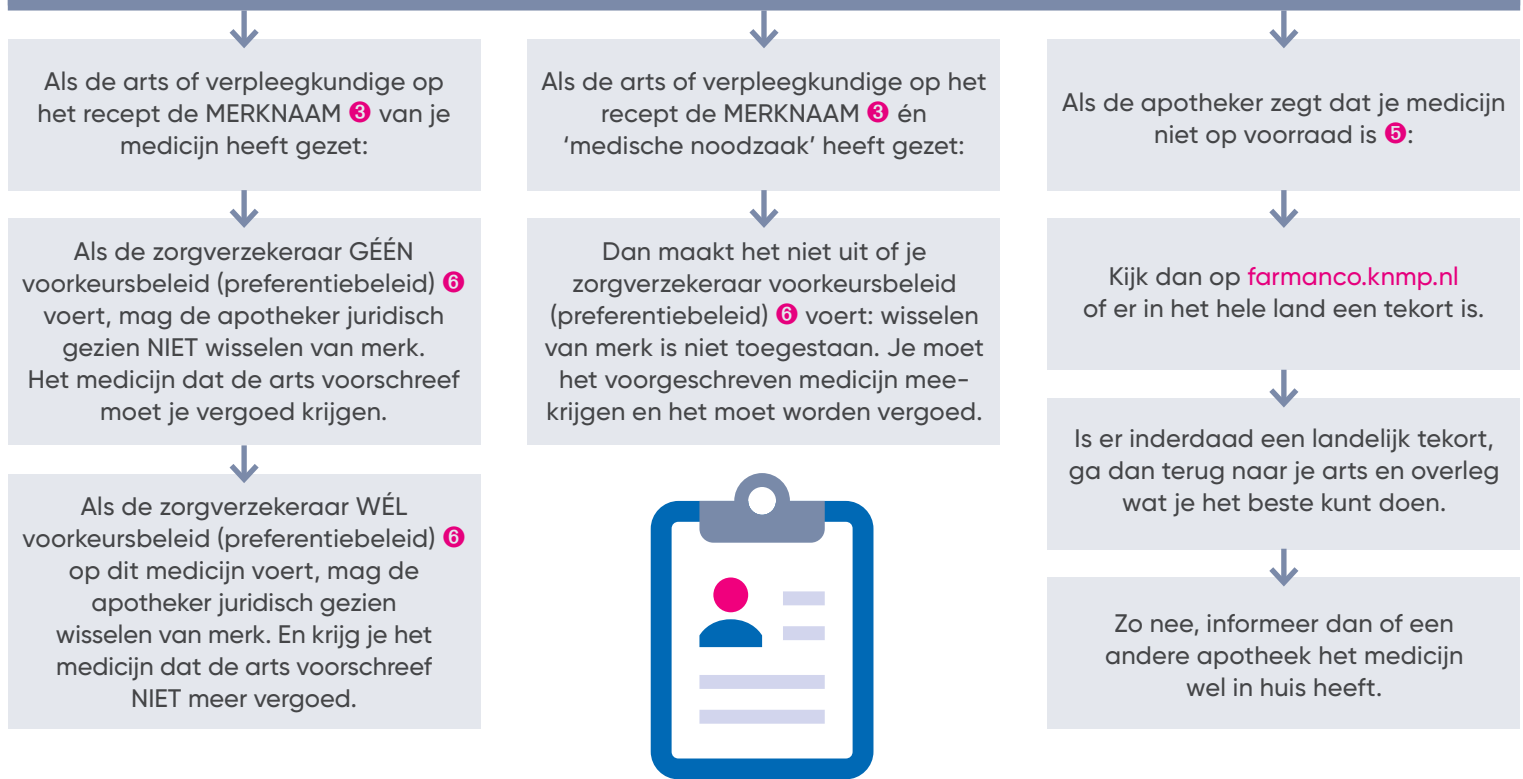 Als de arts of verpleegkundige op
het recept de MERKNAAM ❸ van je
medicijn heeft gezet:
Als de zorgverzekeraar GÉÉN
voorkeursbeleid (preferentiebeleid) ❻
voert, mag de apotheker juridisch
gezien NIET wisselen van merk.
Het medicijn dat de arts voorschreef
moet je vergoed krijgen.
Als de zorgverzekeraar WÉL
voorkeursbeleid (preferentiebeleid) ❻
op dit medicijn voert, mag de
apotheker juridisch gezien
wisselen van merk. En krijg je het
medicijn dat de arts voorschreef
NIET meer vergoed.
Als de arts of verpleegkundige op het
recept de MERKNAAM ❸ én
‘medische noodzaak’ heeft gezet:
Dan maakt het niet uit of je
zorgverzekeraar voorkeursbeleid
(preferentiebeleid) ❻ voert: wisselen
van merk is niet toegestaan. Je moet
het voorgeschreven medicijn mee-
krijgen en het moet worden vergoed.
Als de apotheker zegt dat je medicijn
niet op voorraad is ❺:
Kijk dan op farmanco.knmp.nl
of er in het hele land een tekort is.
Is er inderdaad een landelijk tekort,
ga dan terug naar je arts en overleg
wat je het beste kunt doen.
Zo nee, informeer dan of een
andere apotheek het medicijn
wel in huis heeft.